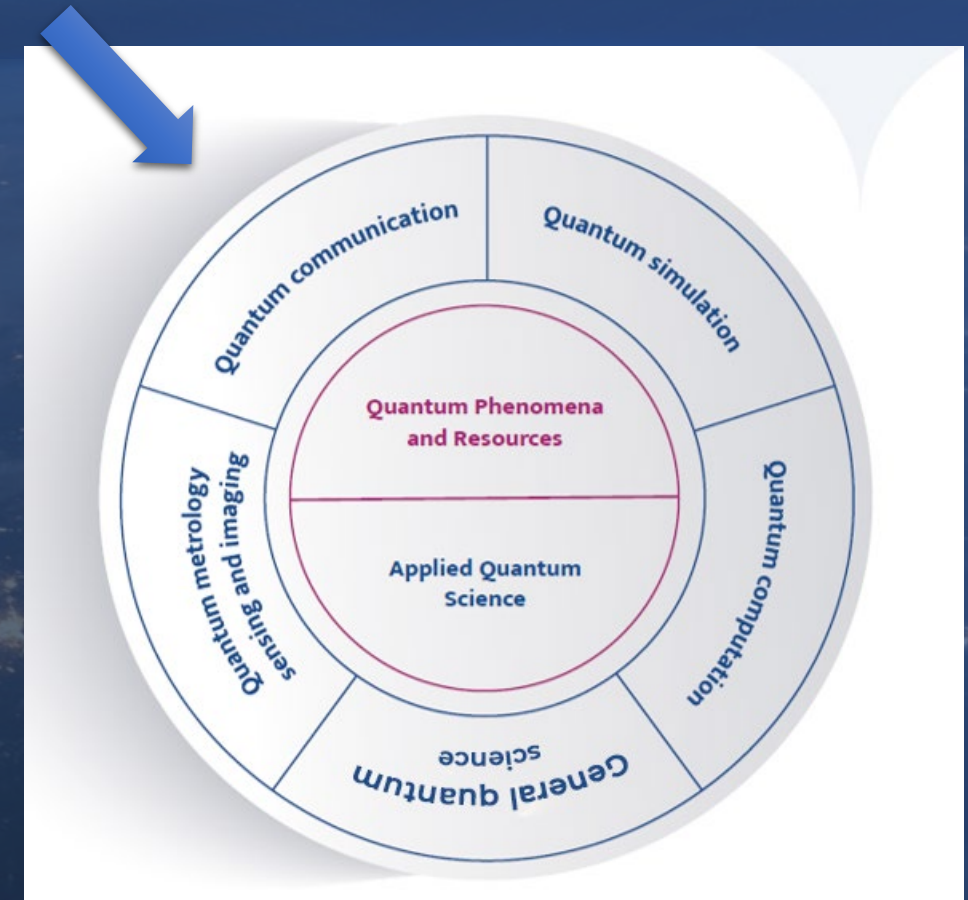 Quantum communication
Quantum simulation
Quantum Phenomena
and Resources
Quantum metrology
sensing and imaging
Quantum computation
Applied Quantum
Science
General quantum
science